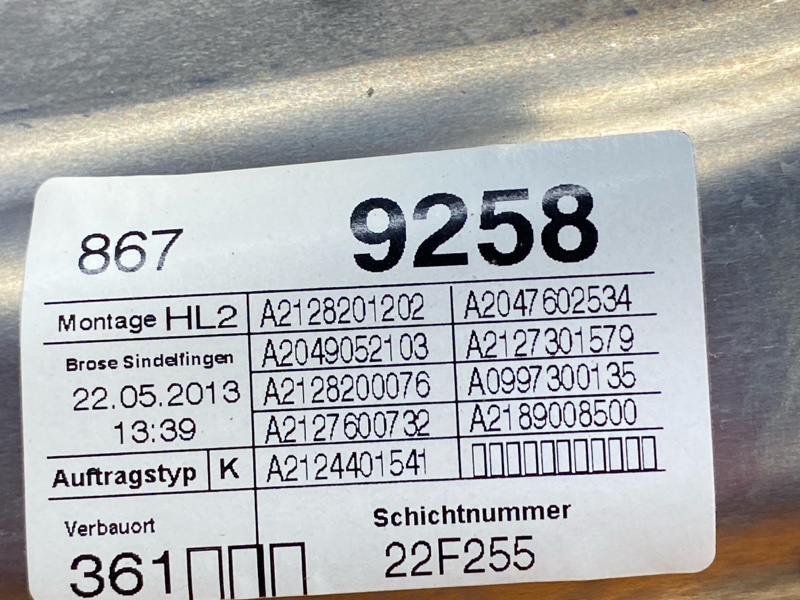 867 9258
Montage HL2 A2128201202 A2047602534
Brose Sindelfingen A2049052103 A2127301579
22.05.2013 A2128200076 A0997300135
13:39 A2127600732 A2189008500
Auftragstyp K A2124401541 ▯▯▯▯▯▯▯▯▯▯▯
Verbauort Schichtnummer
361▯▯▯ 22F255